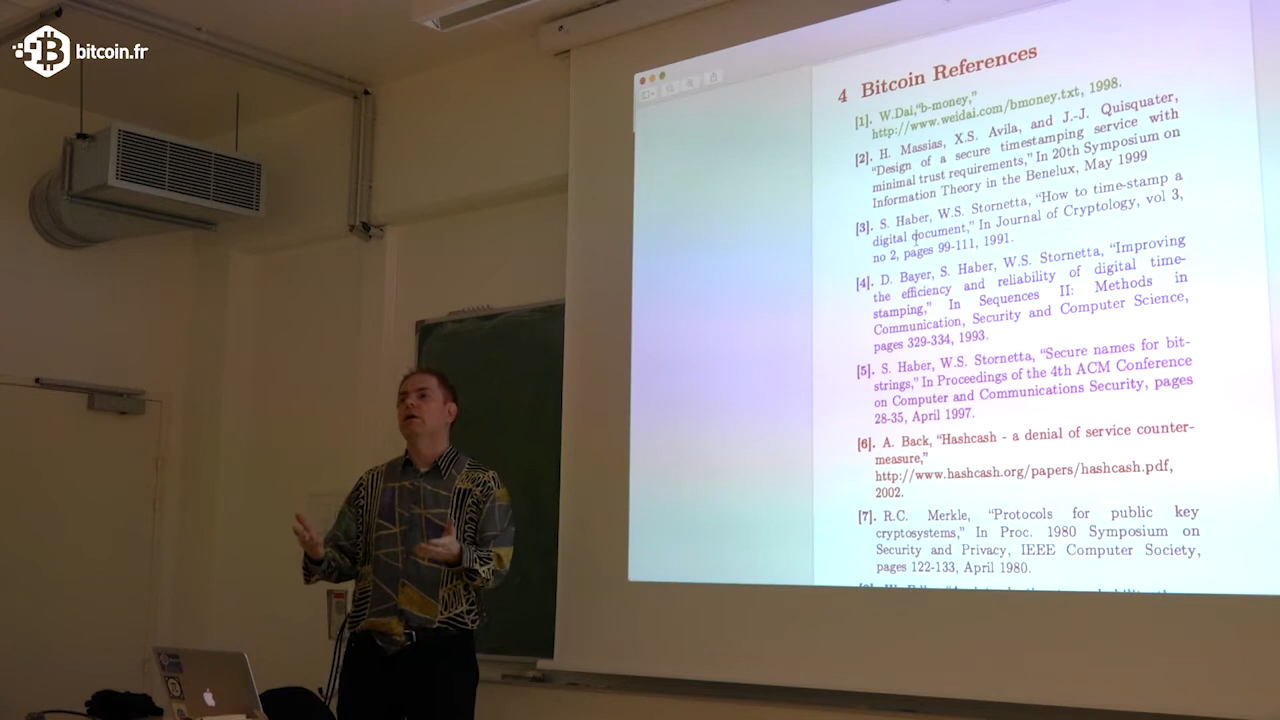 bitcoin.fr
4 Bitcoin References
[1]. W.Dai,“b-money,”
http://www.weidai.com/bmoney.txt, 1998.
[2]. H. Massias, X.S. Avila, and J.-J. Quisquater,
“Design of a secure timestamping service with
minimal trust requirements,” In 20th Symposium on
Information Theory in the Benelux, May 1999
[3]. S. Haber, W.S. Stornetta, “How to time-stamp a
digital document,” In Journal of Cryptology, vol 3,
no 2, pages 99-111, 1991.
[4]. D. Bayer, S. Haber, W.S. Stornetta, “Improving
the efficiency and reliability of digital time-
stamping,” In Sequences II: Methods in
Communication, Security and Computer Science,
pages 329-334, 1993.
[5]. S. Haber, W.S. Stornetta, “Secure names for bit-
strings,” In Proceedings of the 4th ACM Conference
on Computer and Communications Security, pages
28-35, April 1997.
[6]. A. Back, “Hashcash - a denial of service counter-
measure,”
http://www.hashcash.org/papers/hashcash.pdf,
2002.
[7]. R.C. Merkle, “Protocols for public key
cryptosystems,” In Proc. 1980 Symposium on
Security and Privacy, IEEE Computer Society,
pages 122-133, April 1980.